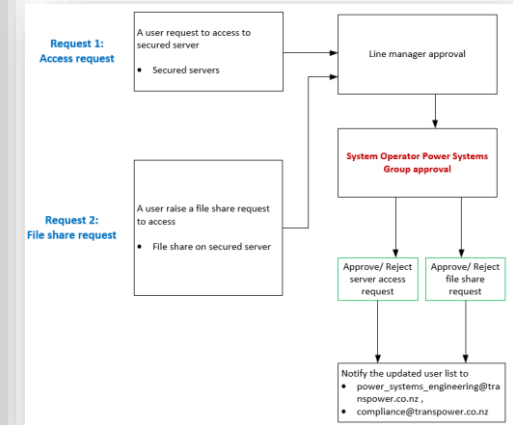 Request 1:
Access request
A user request to access to
secured server
• Secured servers
Line manager approval
System Operator Power Systems
Group approval
Request 2:
File share request
A user raise a file share request
to access
• File share on secured server
Approve/ Reject
server access
request
Approve/ Reject
file share
request
Notify the updated user list to
• power_systems_engineering@tra
nspower.co.nz ,
• compliance@transpower.co.nz